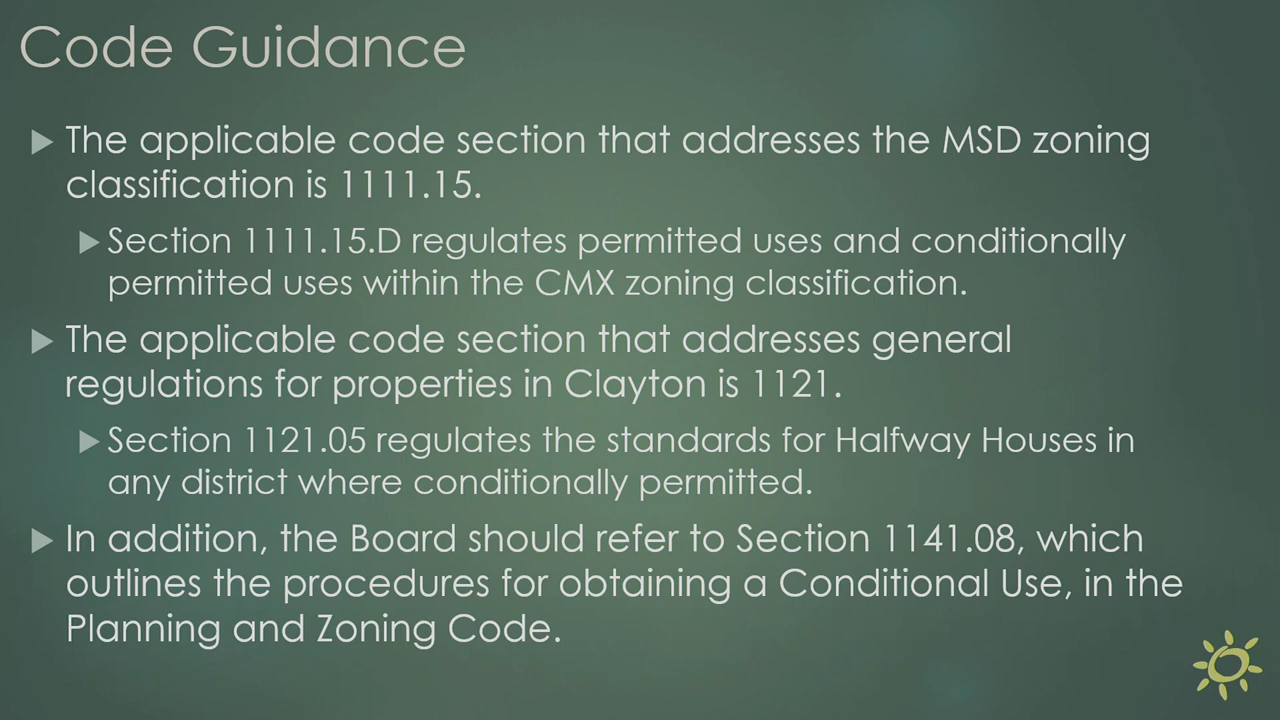 Code Guidance
The applicable code section that addresses the MSD zoning
classification is 1111.15.
Section 1111.15.D regulates permitted uses and conditionally
permitted uses within the CMX zoning classification.
The applicable code section that addresses general
regulations for properties in Clayton is 1121.
Section 1121.05 regulates the standards for Halfway Houses in
any district where conditionally permitted.
In addition, the Board should refer to Section 1141.08, which
outlines the procedures for obtaining a Conditional Use, in the
Planning and Zoning Code.